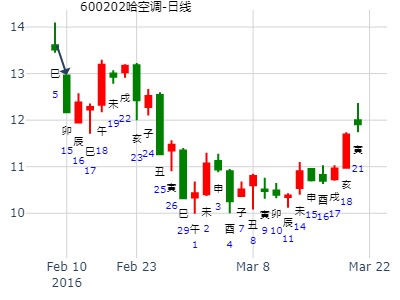 600202哈空调-日线
14
13
12
11
10
巳
5
卯
15
辰
16
巳
17
午
18
未
19
戌
22
亥
23
子
24
丑
25
寅
26
巳
29
午
1
未
2
申
3
酉
4
子
7
丑
8
寅
9
卯
10
辰
11
未
14
申
15
酉
16
戌
17
亥
18
寅
21
Feb 10
2016
Feb 23
Mar 8
Mar 22